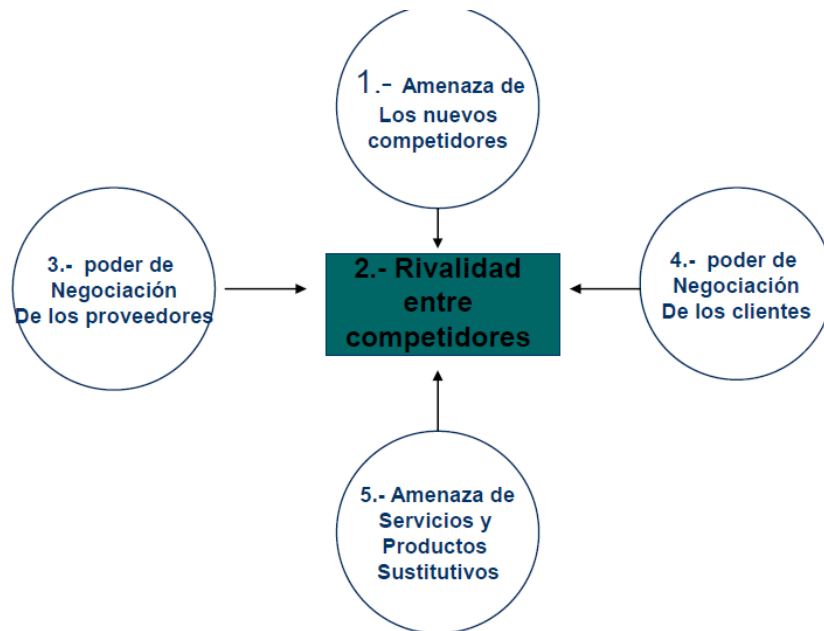 1.- Amenaza de
Los nuevos
competidores
3.- poder de
Negociación
De los proveedores
2.- Rivalidad
entre
competidores
4.- poder de
Negociación
De los clientes
5.- Amenaza de
Servicios y
Productos
Sustitutivos